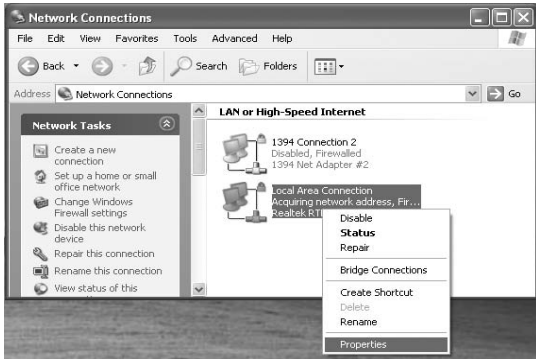 Network Connections
File Edit View Favorites Tools Advanced Help
Back Search Folders
Address Network Connections Go
Network Tasks
Create a new
connection
Set up a home or small
office network
Change Windows
Firewall settings
Disable this network
device
Repair this connection
Rename this connection
View status of this
LAN or High-Speed Internet
1394 Connection 2
Disabled, Firewalled
1394 Net Adapter #2
Local Area Connection
Acquiring network address, Fir...
Realtek
Disable
Status
Repair
Bridge Connections
Create Shortcut
Delete
Rename
Properties